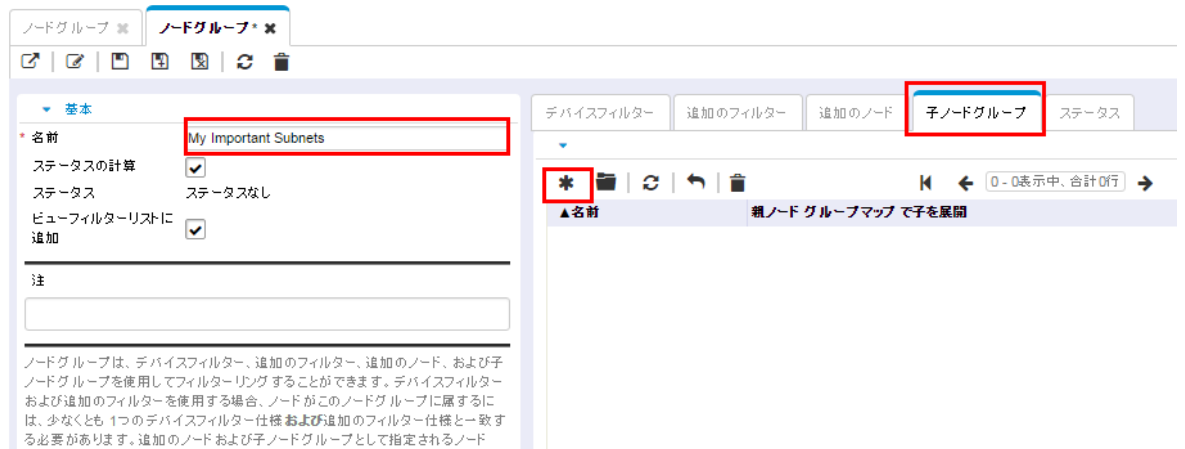 ノードグループ ノードグループ*
基本
* 名前 My Important Subnets
ステータスの計算
ステータス ステータスなし
ビューフィルターリストに
追加
注
ノードグループは、デバイスフィルター、追加のフィルター、追加のノード、および子
ノードグループを使用してフィルターリングすることができます。デバイスフィルター
および追加のフィルターを使用する場合、ノードがこのノードグループに属するに
は、少なくとも 1つのデバイスフィルター仕様および追加のフィルター仕様と一致す
る必要があります。追加のノードおよび子ノードグループとして指定されるノード
デバイスフィルター 追加のフィルター 追加のノード 子ノードグループ ステータス
0 - 0表示中、合計0行
▲名前 親ノード グループマップ で子を展開